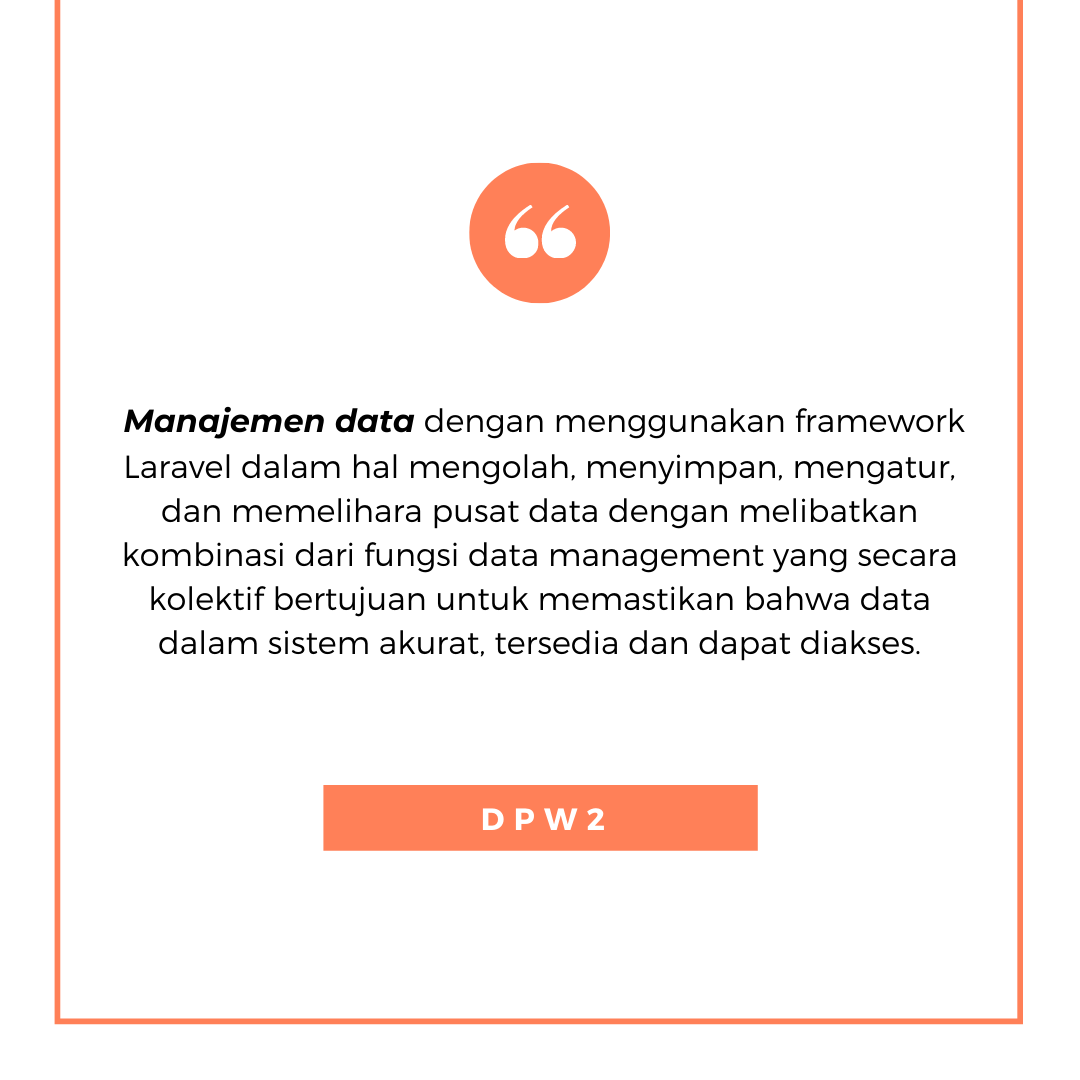 “
Manajemen data dengan menggunakan framework
Laravel dalam hal mengolah, menyimpan, mengatur,
dan memelihara pusat data dengan melibatkan
kombinasi dari fungsi data management yang secara
kolektif bertujuan untuk memastikan bahwa data
dalam sistem akurat, tersedia dan dapat diakses.
DPW2